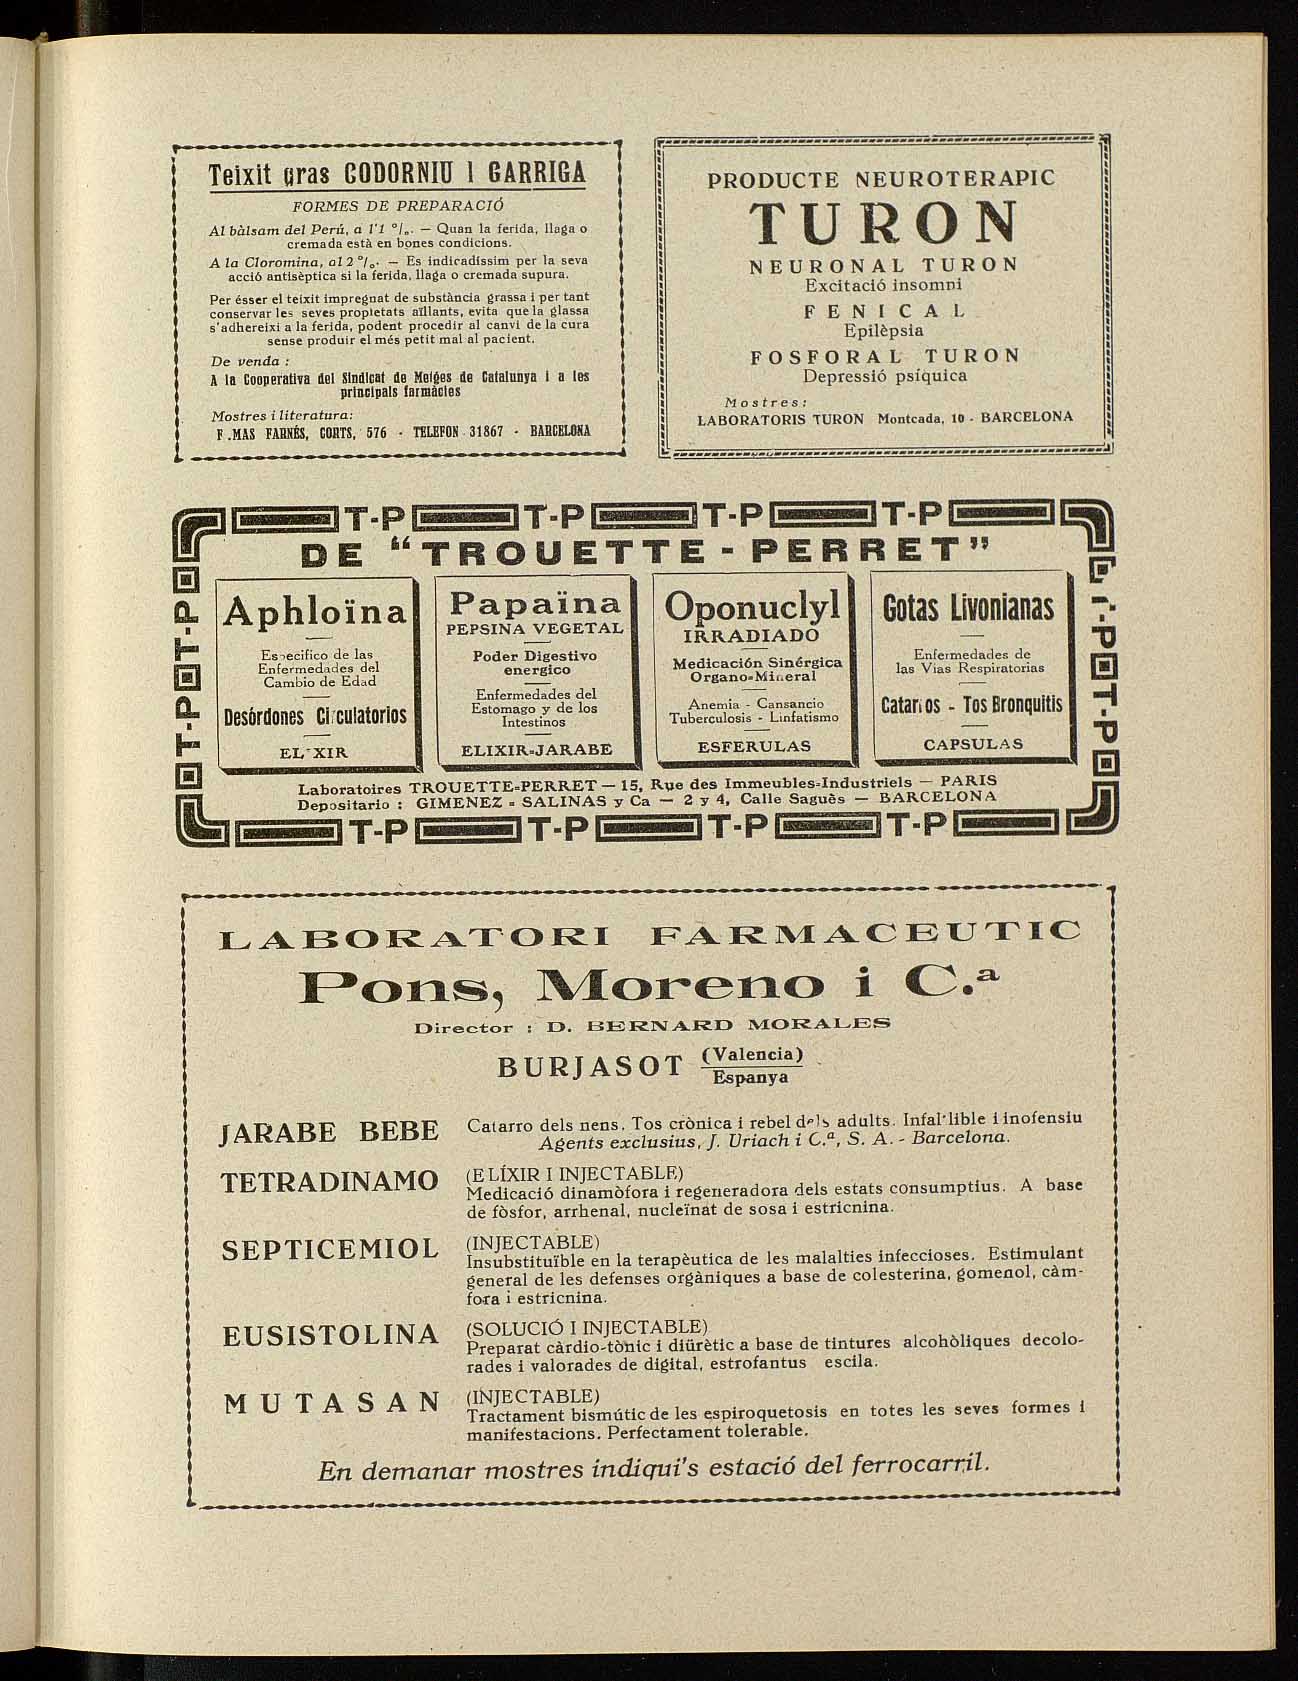 Teixit gras CODORNIU I GARRIGA
FORMES DE PREPARACIÓ
Al bàlsam del Perú, a l'1 º/o. — Quan la ferida, llaga o
cremada està en bones condicions.
A la Cloromina, al 2 º/o. — Es indicadíssim per la seva
acció antisèptica si la ferida, llaga o cremada supura.
Per ésser el teixit impregnat de substància grassa i per tant
conservar les seves propietats aïllants, evita que la glassa
s'adhereixi a la ferida, podent procedir al canvi de la cura
sense produir el més petit mal al pacient.
De venda :
A la Cooperativa del Sindicat de Metges de Catalunya i a les
principals farmàcies
Mostres i literatura:
F .MAS FARNÉS, CORTS, 576 - TELEFON 31867 - BARCELONA
PRODUCTE NEUROTERAPIC
TURON
NEURONAL TURON
Excitació insomni
FENICAL
Epilèpsia
FOSFORAL TURON
Depressió psíquica
Mostres:
LABORATORIS TURON Montcada, 10 - BARCELONA
T-P T-P T-P T-P
DE "TROUETTE-PERRET"
T-P T-P
Aphloïna
Especifico de las
Enfermedades del
Cambio de Edad
Desórdones Circulatorios
EL XIR
Papaïna
PEPSINA VEGETAL
Poder Digestivo
energico
Enfermedades del
Estomago y de los
Intestinos
ELIXIR-JARABE
Oponuclyl
IRRADIADO
Medicación Sinérgica
Organo-Mineral
Anemia - Cansancio
Tuberculosis - Linfatismo
ESFERULAS
Gotas Livonianas
Enfermedades de
las Vias Respiratorias
Catarros - Tos Bronquitis
CAPSULAS
T-P T-P
Laboratoires TROUETTE-PERRET — 15, Rue des Immeubles-Industriels — PARIS
Depositario : GIMENEZ - SALINAS y Ca — 2 y 4, Calle Saguès — BARCELONA
T-P T-P T-P T-P
LABORATORI FARMACEUTIC
Pons, Moreno i C.ª
Director : D. BERNARD MORALES
BURJASOT (Valencia)
Espanya
JARABE BEBE Catarro dels nens. Tos crònica i rebel dels adults. Infal·lible i inofensiu
Agents exclusius, J. Uriach i C.ª, S. A. - Barcelona.
TETRADINAMO (ELÍXIR I INJECTABLE)
Medicació dinamòfora i regeneradora dels estats consumptius. A base
de fòsfor, arrhenal, nucleïnat de sosa i estricnina.
SEPTICEMIOL (INJECTABLE)
Insubstituïble en la terapèutica de les malalties infeccioses. Estimulant
general de les defenses orgàniques a base de colesterina, gomenol, càm-
fora i estricnina.
EUSISTOLINA (SOLUCIÓ I INJECTABLE)
Preparat càrdio-tònic i diürètic a base de tintures alcohòliques decolo-
rades i valorades de digital, estrofantus escila.
MUTASAN (INJECTABLE)
Tractament bismútic de les espiroquetosis en totes les seves formes i
manifestacions. Perfectament tolerable.
En demanar mostres indiqui's estació del ferrocarril.